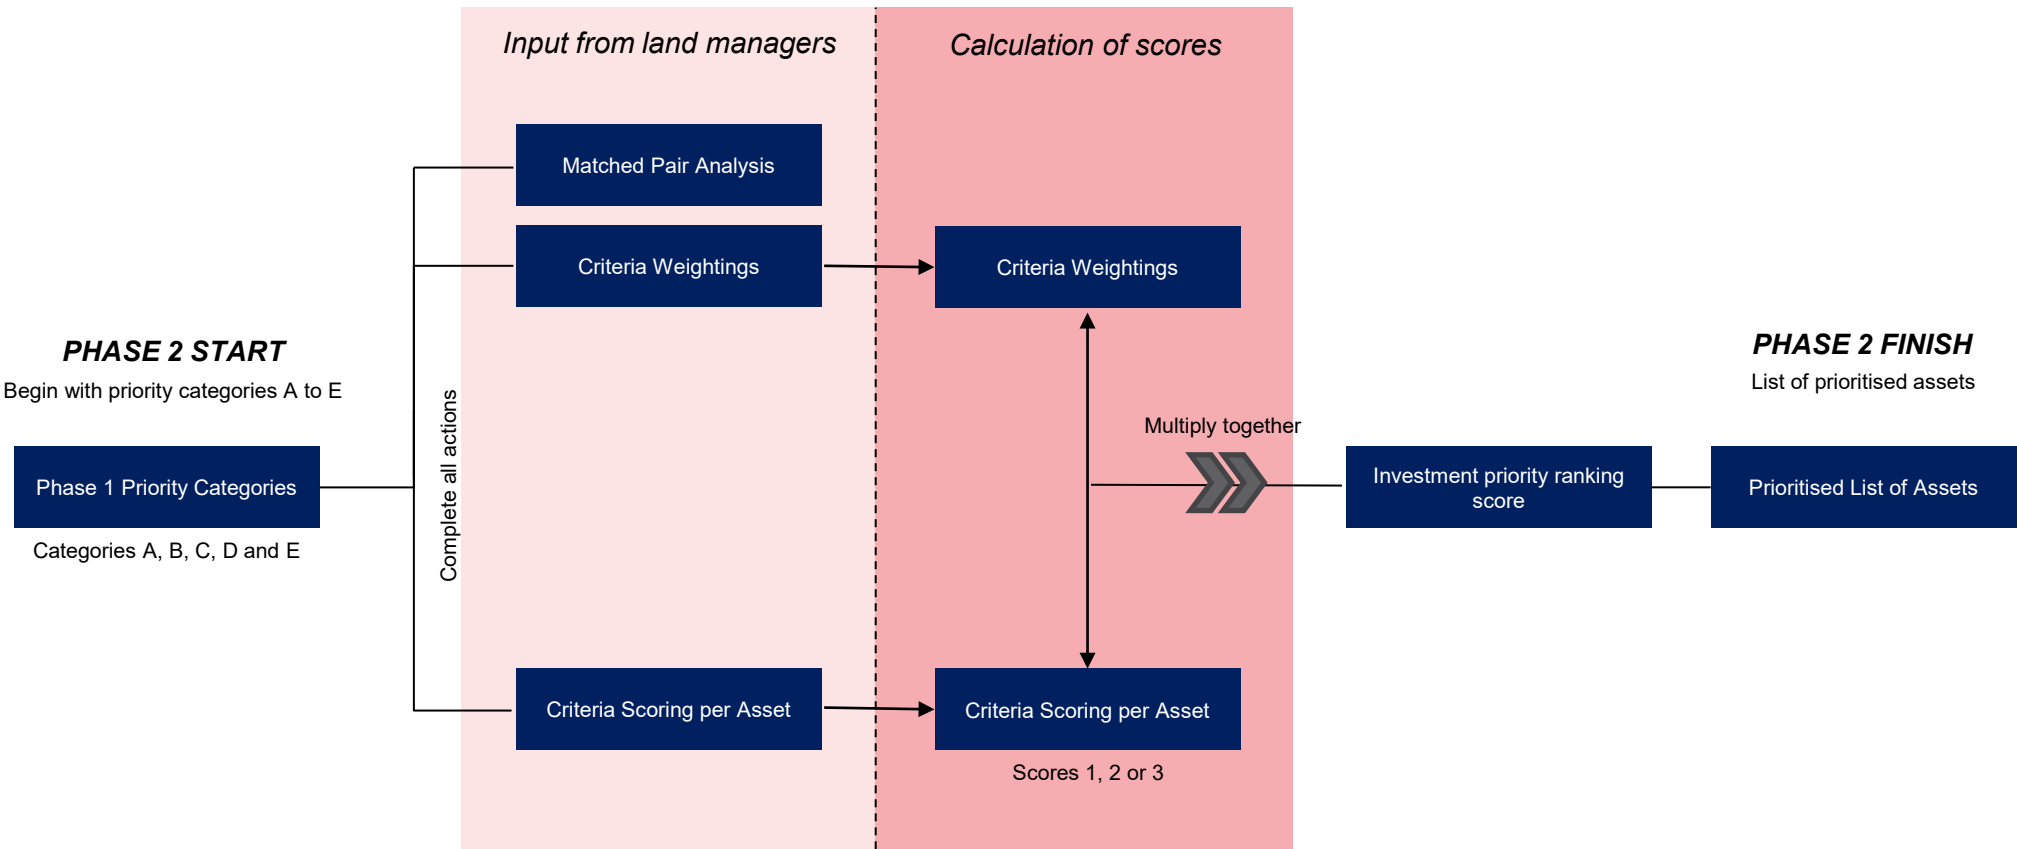 Input from land managers
Calculation of scores
Matched Pair Analysis
Criteria Weightings
Criteria Weightings
PHASE 2 START
Begin with priority categories A to E
Phase 1 Priority Categories
Categories A, B, C, D and E
Complete all actions
Multiply together
PHASE 2 FINISH
List of prioritised assets
Investment priority ranking
score
Prioritised List of Assets
Criteria Scoring per Asset
Criteria Scoring per Asset
Scores 1, 2 or 3